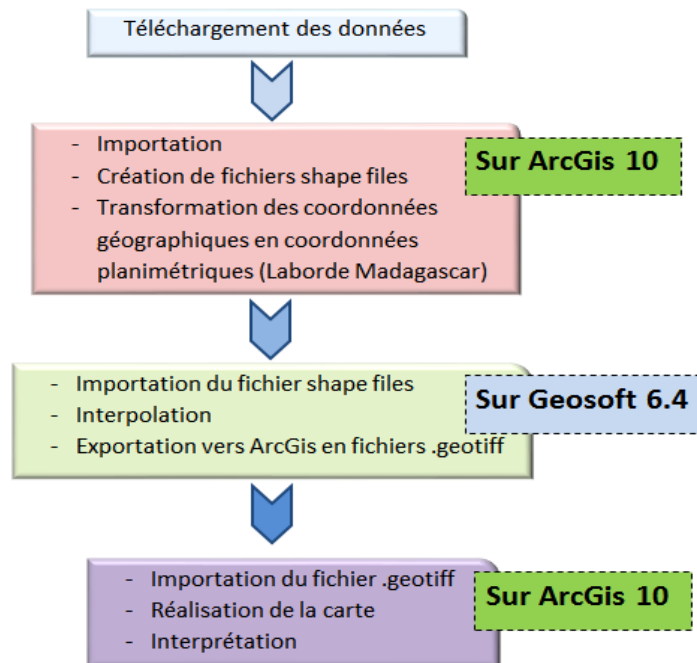 Téléchargement des données
- Importation
- Création de fichiers shape files
- Transformation des coordonnées
géographiques en coordonnées
planimétriques (Laborde Madagascar)
Sur ArcGis 10
- Importation du fichier shape files
- Interpolation
- Exportation vers ArcGis en fichiers .geotiff
Sur Geosoft 6.4
- Importation du fichier .geotiff
- Réalisation de la carte
- Interprétation
Sur ArcGis 10